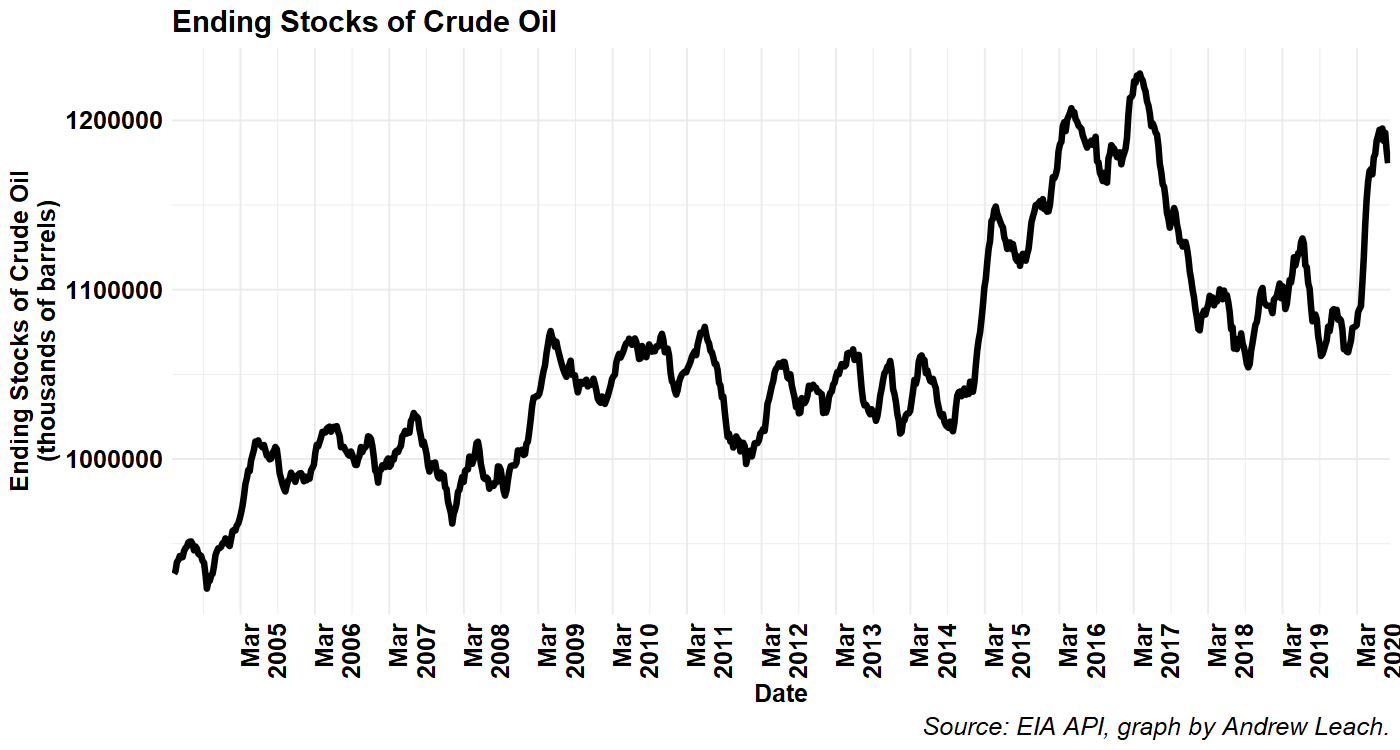 Ending Stocks of Crude Oil
Ending Stocks of Crude Oil
(thousands of barrels)
1200000
1100000
1000000
Mar
2005
Mar
2006
Mar
2007
Mar
2008
Mar
2009
Mar
2010
Mar
2011
Mar
2012
Mar
2013
Mar
2014
Mar
2015
Mar
2016
Mar
2017
Mar
2018
Mar
2019
Mar
2020
Date
Source: EIA API, graph by Andrew Leach.